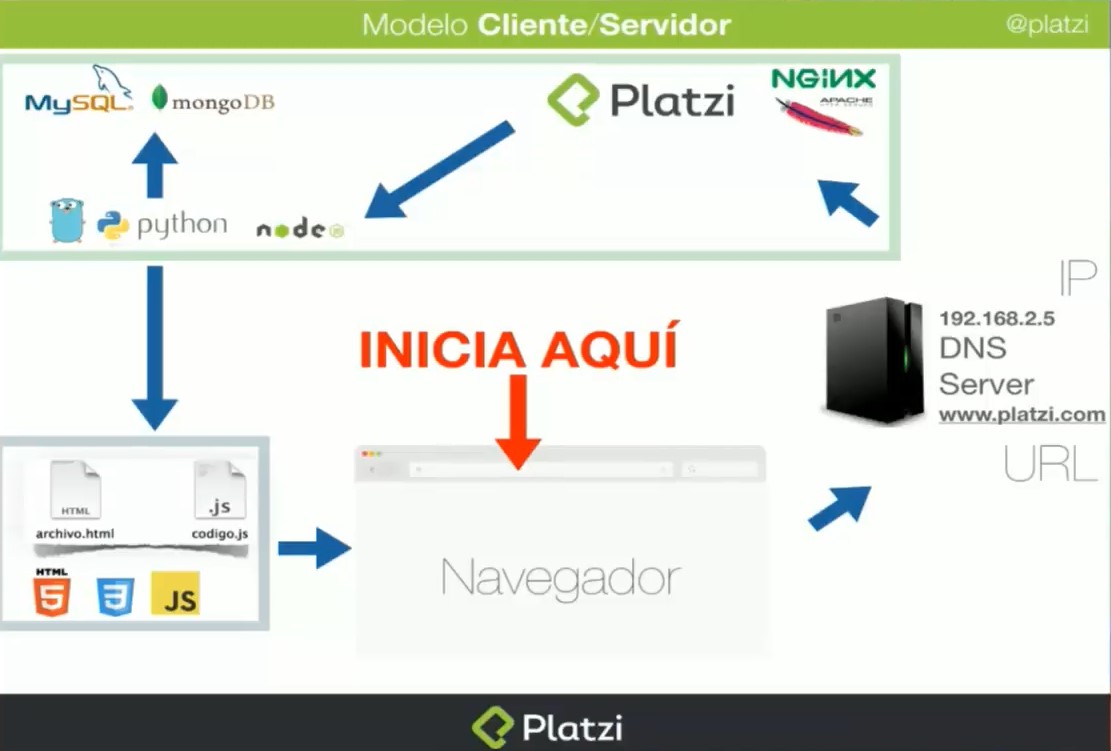 Modelo Cliente/Servidor
@platzi
MySQL
mongoDB
Platzi
NGINX
APACHE
python
node
IP
192.168.2.5
DNS
Server
www.platzi.com
URL
INICIA AQUÍ
HTML
.js
archivo.html
codigo.js
HTML
5
3
JS
Navegador
Platzi